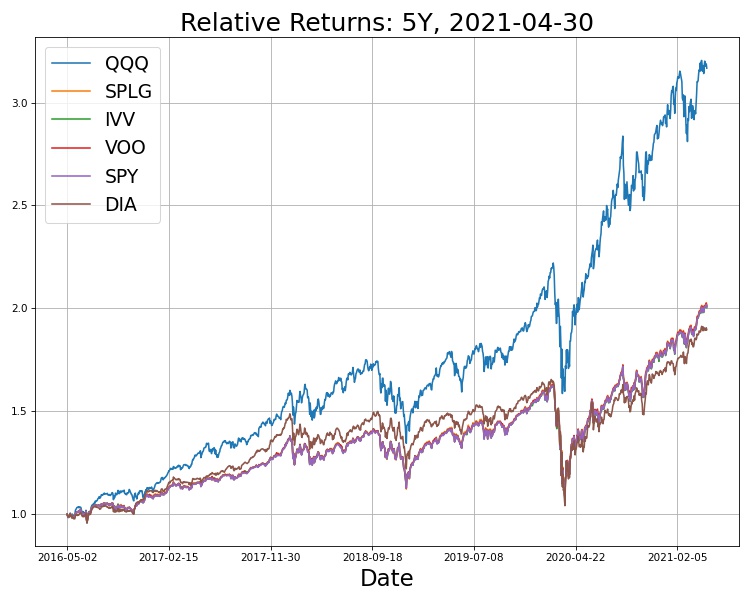 Relative Returns: 5Y, 2021-04-30
QQQ
SPLG
IVV
VOO
SPY
DIA
3.0
2.5
2.0
1.5
1.0
2016-05-02 2017-02-15 2017-11-30 2018-09-18 2019-07-08 2020-04-22 2021-02-05
Date